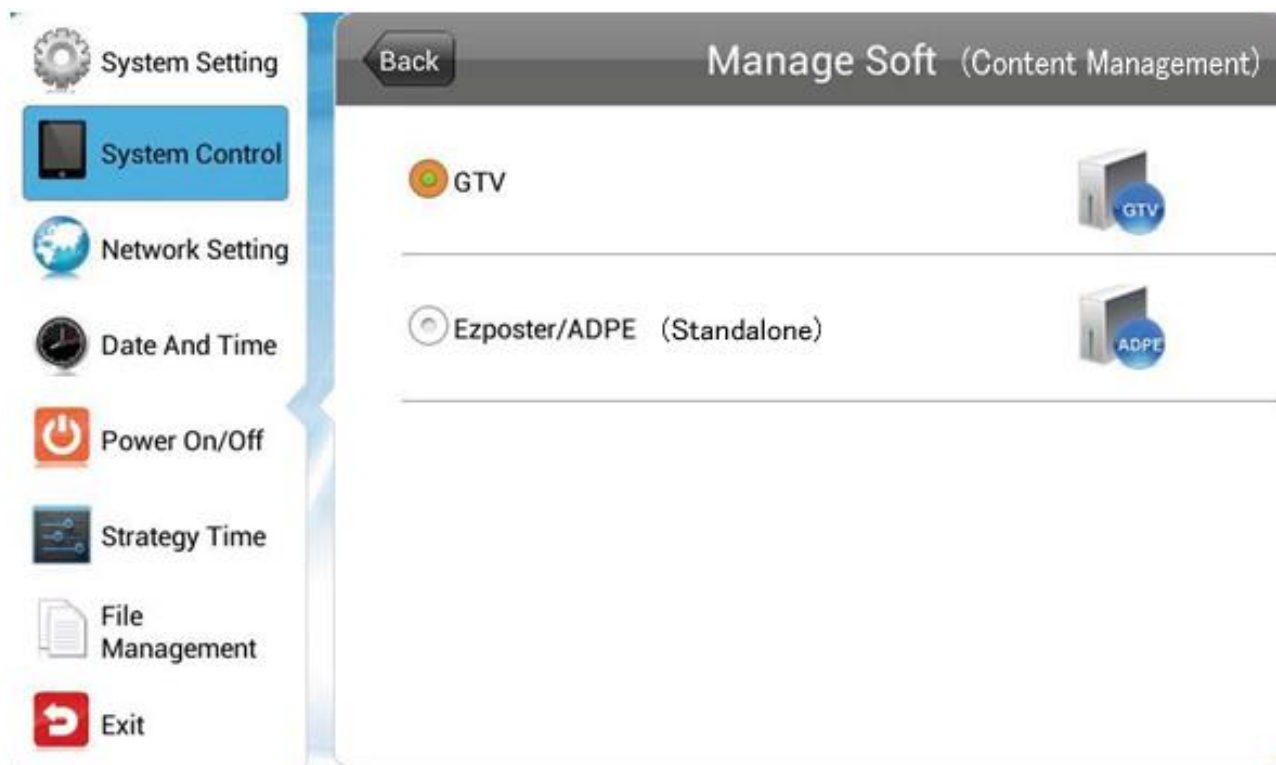 System Setting
System Control
Network Setting
Date And Time
Power On/Off
Strategy Time
File
Management
Exit
Back
Manage Soft (Content Management)
GTV
GTV
Ezposter/ADPE (Standalone)
ADPE